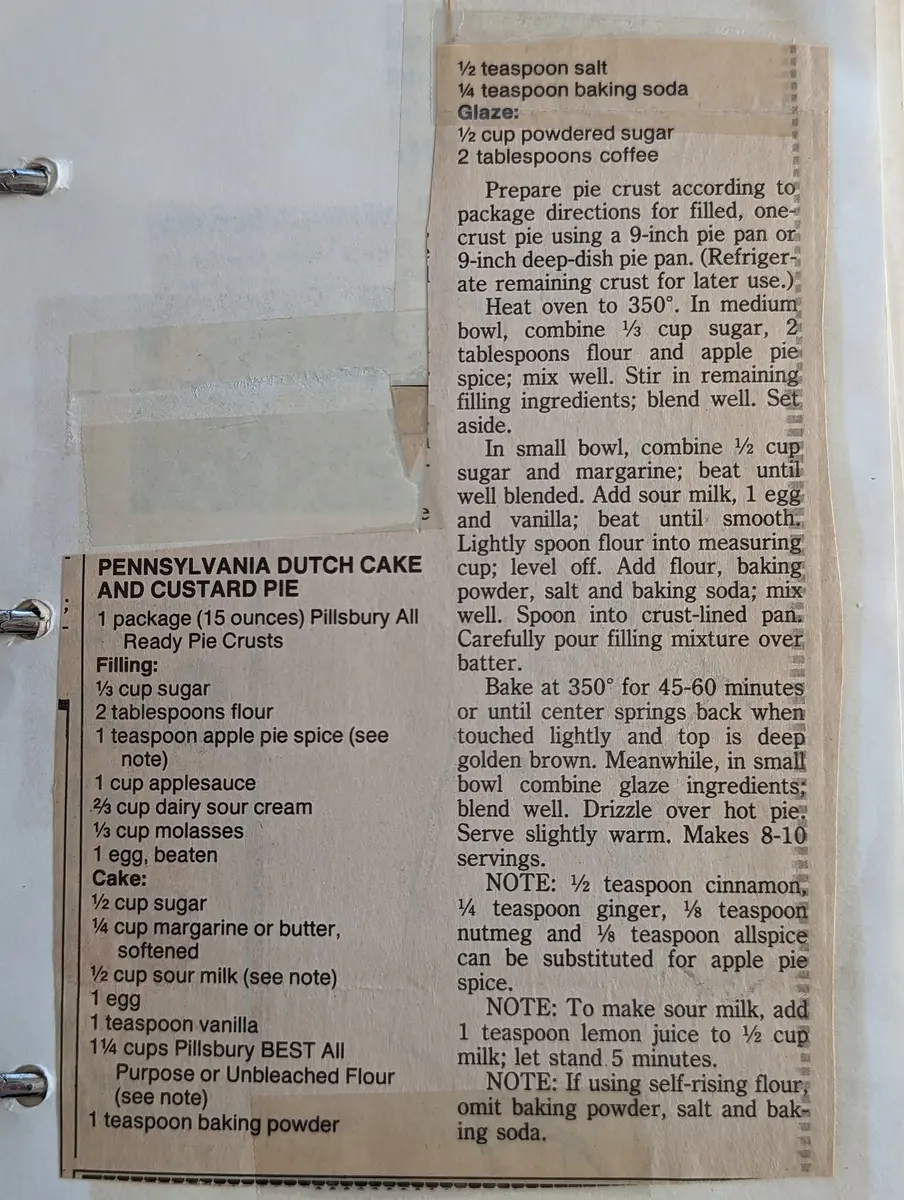 PENNSYLVANIA DUTCH CAKE
AND CUSTARD PIE
1 package (15 ounces) Pillsbury All
Ready Pie Crusts
Filling:
⅓ cup sugar
2 tablespoons flour
1 teaspoon apple pie spice (see
note)
1 cup applesauce
⅔ cup dairy sour cream
⅓ cup molasses
1 egg, beaten
Cake:
½ cup sugar
¼ cup margarine or butter,
softened
½ cup sour milk (see note)
1 egg
1 teaspoon vanilla
1¼ cups Pillsbury BEST All
Purpose or Unbleached Flour
(see note)
1 teaspoon baking powder
½ teaspoon salt
¼ teaspoon baking soda
Glaze:
½ cup powdered sugar
2 tablespoons coffee
Prepare pie crust according to
package directions for filled, one-
crust pie using a 9-inch pie pan or
9-inch deep-dish pie pan. (Refriger-
ate remaining crust for later use.)
Heat oven to 350°. In medium
bowl, combine ⅓ cup sugar, 2
tablespoons flour and apple pie
spice; mix well. Stir in remaining
filling ingredients; blend well. Set
aside.
In small bowl, combine ½ cup
sugar and margarine; beat until
well blended. Add sour milk, 1 egg
and vanilla; beat until smooth.
Lightly spoon flour into measuring
cup; level off. Add flour, baking
powder, salt and baking soda; mix
well. Spoon into crust-lined pan.
Carefully pour filling mixture over
batter.
Bake at 350° for 45-60 minutes
or until center springs back when
touched lightly and top is deep
golden brown. Meanwhile, in small
bowl combine glaze ingredients;
blend well. Drizzle over hot pie.
Serve slightly warm. Makes 8-10
servings.
NOTE: ½ teaspoon cinnamon,
¼ teaspoon ginger, ⅛ teaspoon
nutmeg and ⅛ teaspoon allspice
can be substituted for apple pie
spice.
NOTE: To make sour milk, add
1 teaspoon lemon juice to ½ cup
milk; let stand 5 minutes.
NOTE: If using self-rising flour,
omit baking powder, salt and bak-
ing soda.